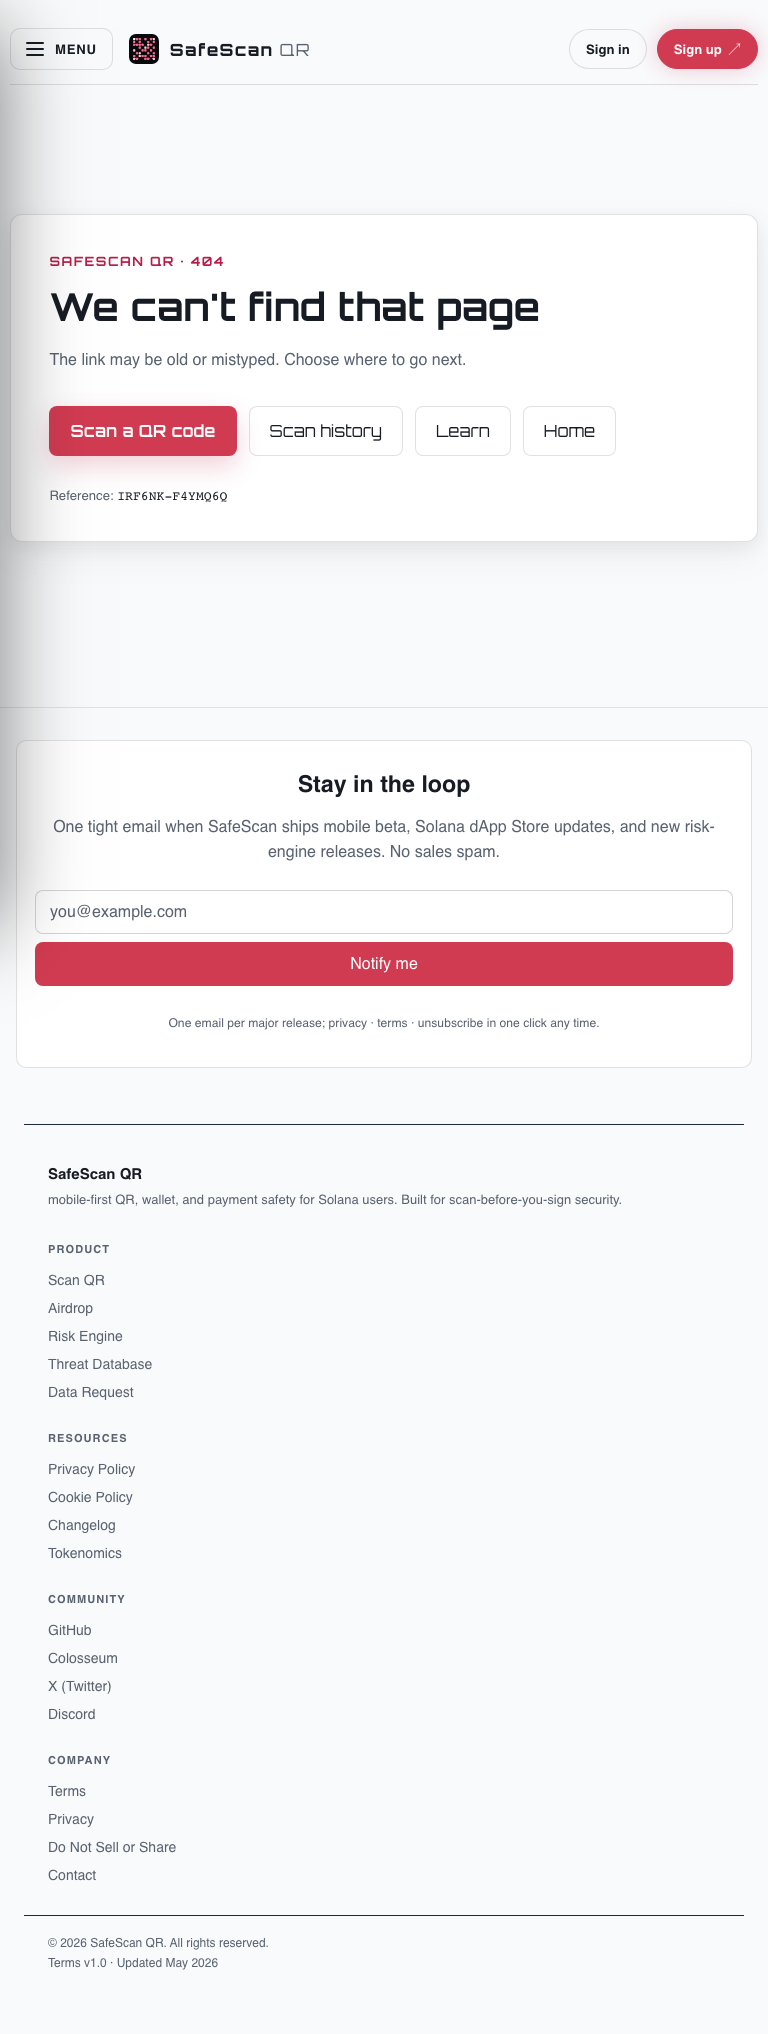 MENU
SafeScan QR
Sign in
Sign up ↗
SAFESCAN QR · 404
We can't find that page
The link may be old or mistyped. Choose where to go next.
Scan a QR code
Scan history
Learn
Home
Reference: IRF6NK-F4YMQ6Q
Stay in the loop
One tight email when SafeScan ships mobile beta, Solana dApp Store updates, and new risk-
engine releases. No sales spam.
you@example.com
Notify me
One email per major release; privacy · terms · unsubscribe in one click any time.
SafeScan QR
mobile-first QR, wallet, and payment safety for Solana users. Built for scan-before-you-sign security.
PRODUCT
Scan QR
Airdrop
Risk Engine
Threat Database
Data Request
RESOURCES
Privacy Policy
Cookie Policy
Changelog
Tokenomics
COMMUNITY
GitHub
Colosseum
X (Twitter)
Discord
COMPANY
Terms
Privacy
Do Not Sell or Share
Contact
© 2026 SafeScan QR. All rights reserved.
Terms v1.0 · Updated May 2026